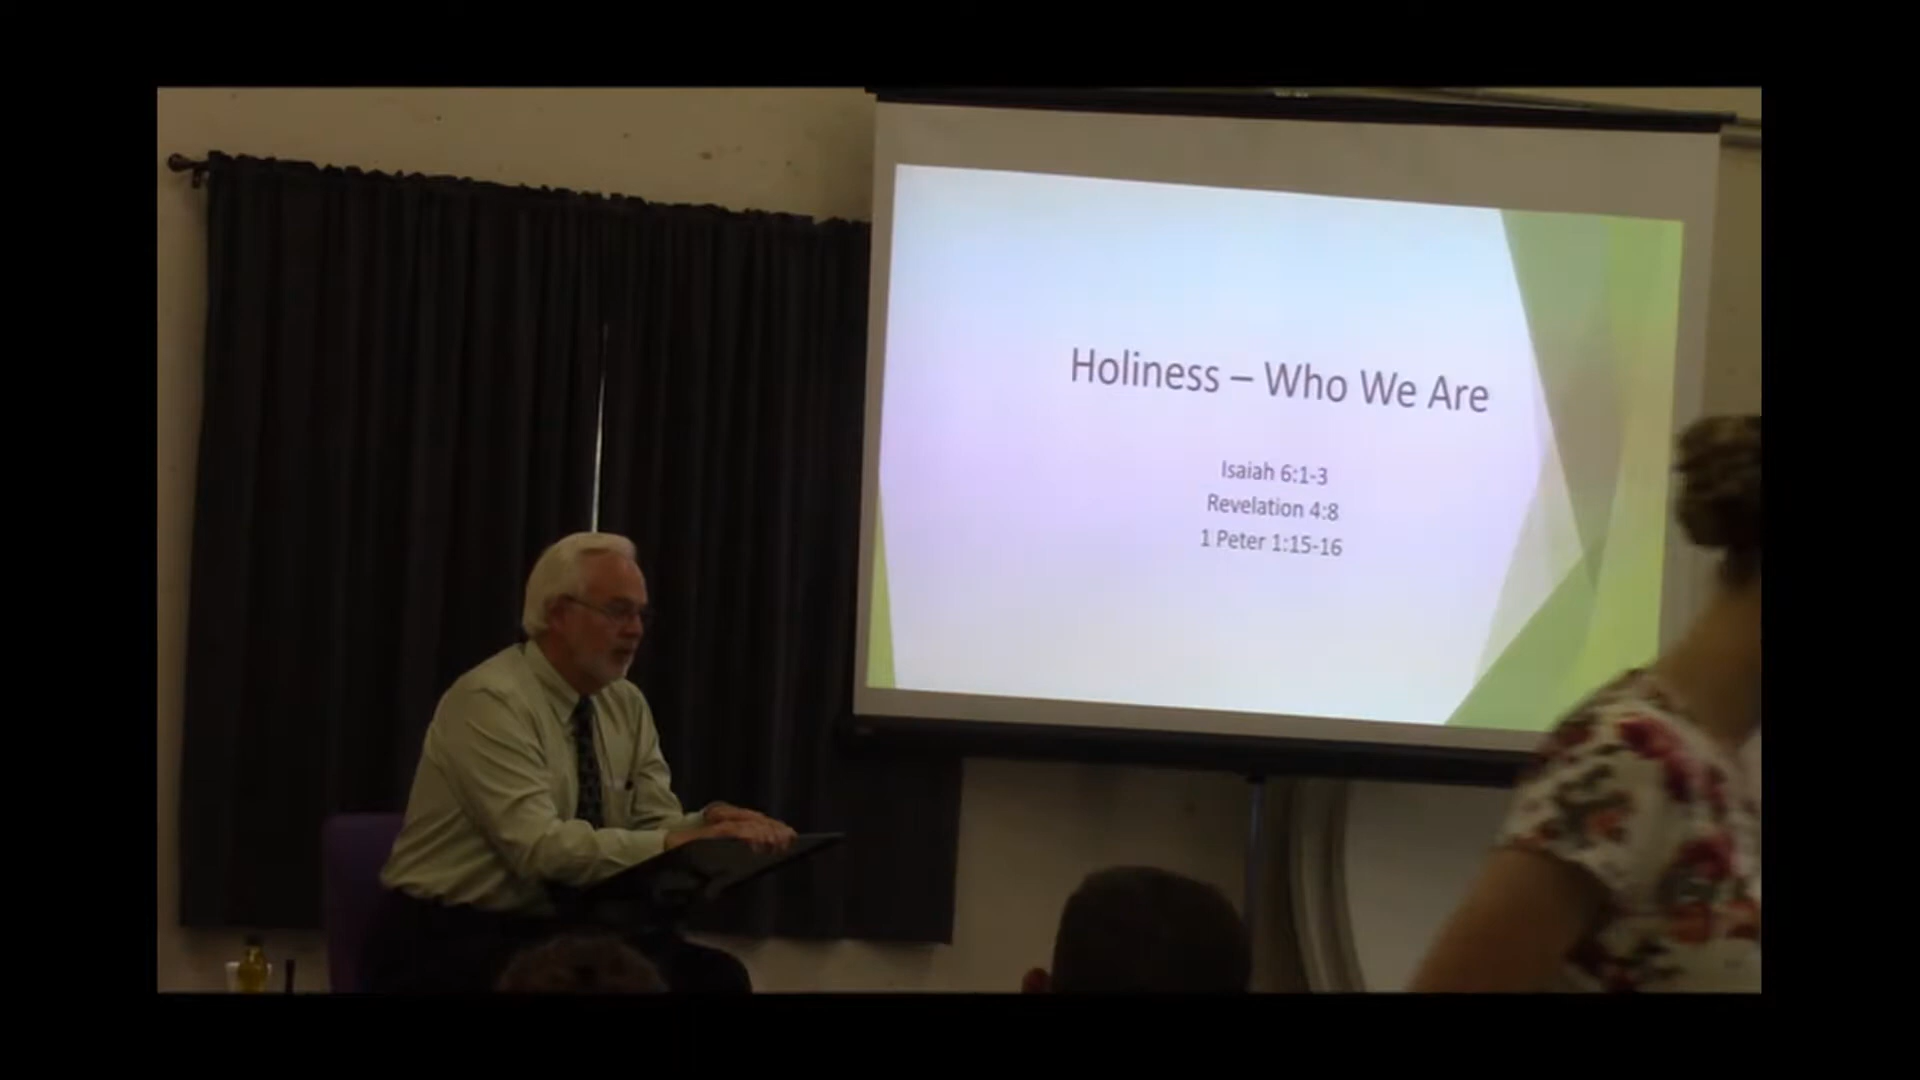 Holiness – Who We Are
Isaiah 6:1-3
Revelation 4:8
1 Peter 1:15-16